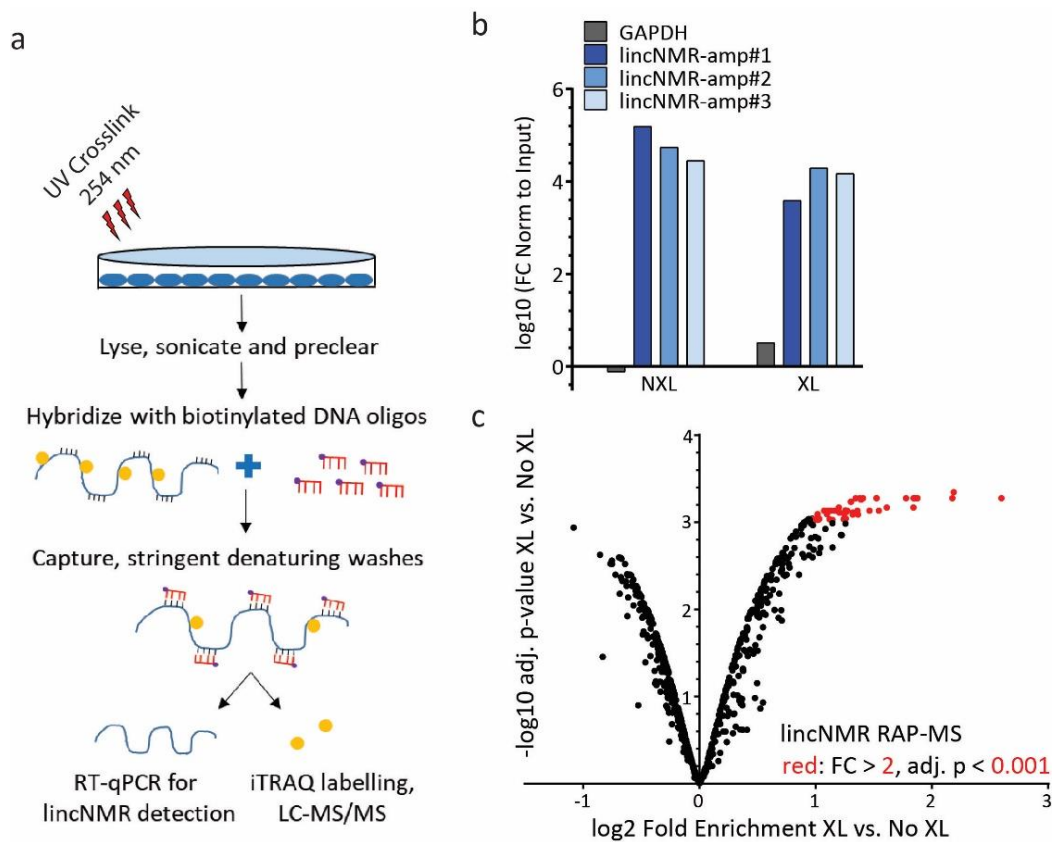 a
UV Crosslink
254 nm
Lyse, sonicate and preclear
Hybridize with biotinylated DNA oligos
Capture, stringent denaturing washes
RT-qPCR for
lincNMR detection
iTRAQ labelling,
LC-MS/MS
b
GAPDH
lincNMR-amp#1
lincNMR-amp#2
lincNMR-amp#3
log10 (FC Norm to Input)
6
4
2
0
NXL
XL
c
-log10 adj. p-value XL vs. No XL
4
3
2
1
lincNMR RAP-MS
red: FC > 2, adj. p < 0.001
-1
0
1
2
3
log2 Fold Enrichment XL vs. No XL